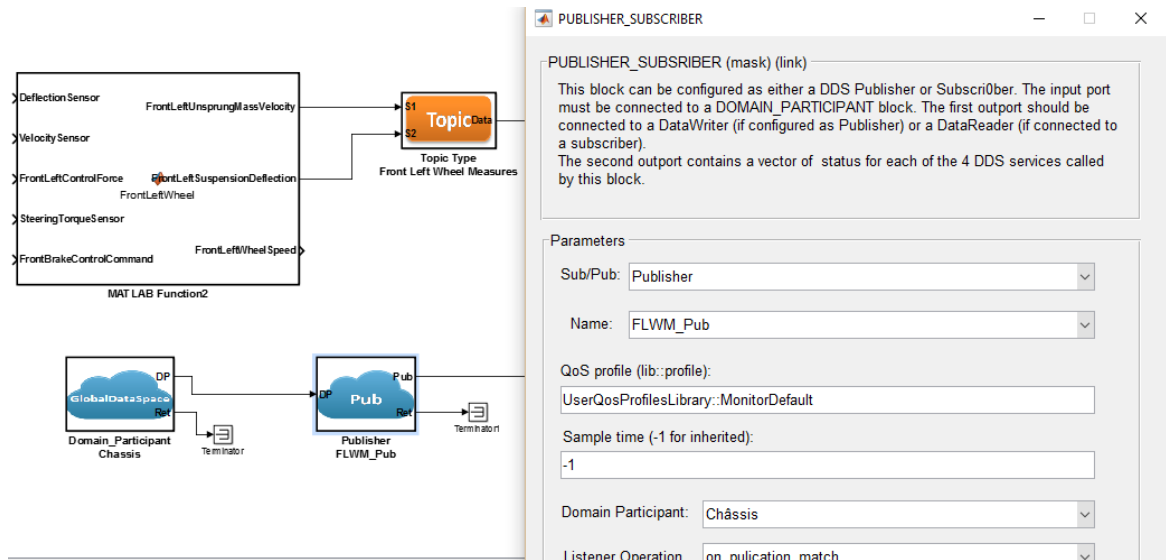 DeflectionSensor
FrontLeftUnsprungMassVelocity
VelocitySensor
FrontLeftControlForce
FrontLeftSuspensionDeflection
FrontLeftWheel
SteeringTorqueSensor
FrontLeftWheelSpeed
FrontBrakeControlCommand
MATLAB Function2
S1
S2
Topic
Data
Topic Type
Front Left Wheel Measures
DP
GlobalDataSpace
Ret
Domain_Participant
Chassis
Terminator
DP
Pub
Pub
Ret
Publisher
FLWM_Pub
Terminator1
PUBLISHER_SUBSCRIBER
PUBLISHER_SUBSRIBER (mask) (link)
This block can be configured as either a DDS Publisher or Subscri0ber. The input port
must be connected to a DOMAIN_PARTICIPANT block. The first outport should be
connected to a DataWriter (if configured as Publisher) or a DataReader (if connected to
a subscriber).
The second outport contains a vector of status for each of the 4 DDS services called
by this block.
Parameters
Sub/Pub: Publisher
Name: FLWM_Pub
QoS profile (lib::profile):
UserQosProfilesLibrary::MonitorDefault
Sample time (-1 for inherited):
-1
Domain Participant: Châssis
Listener Operation on_pulication_match